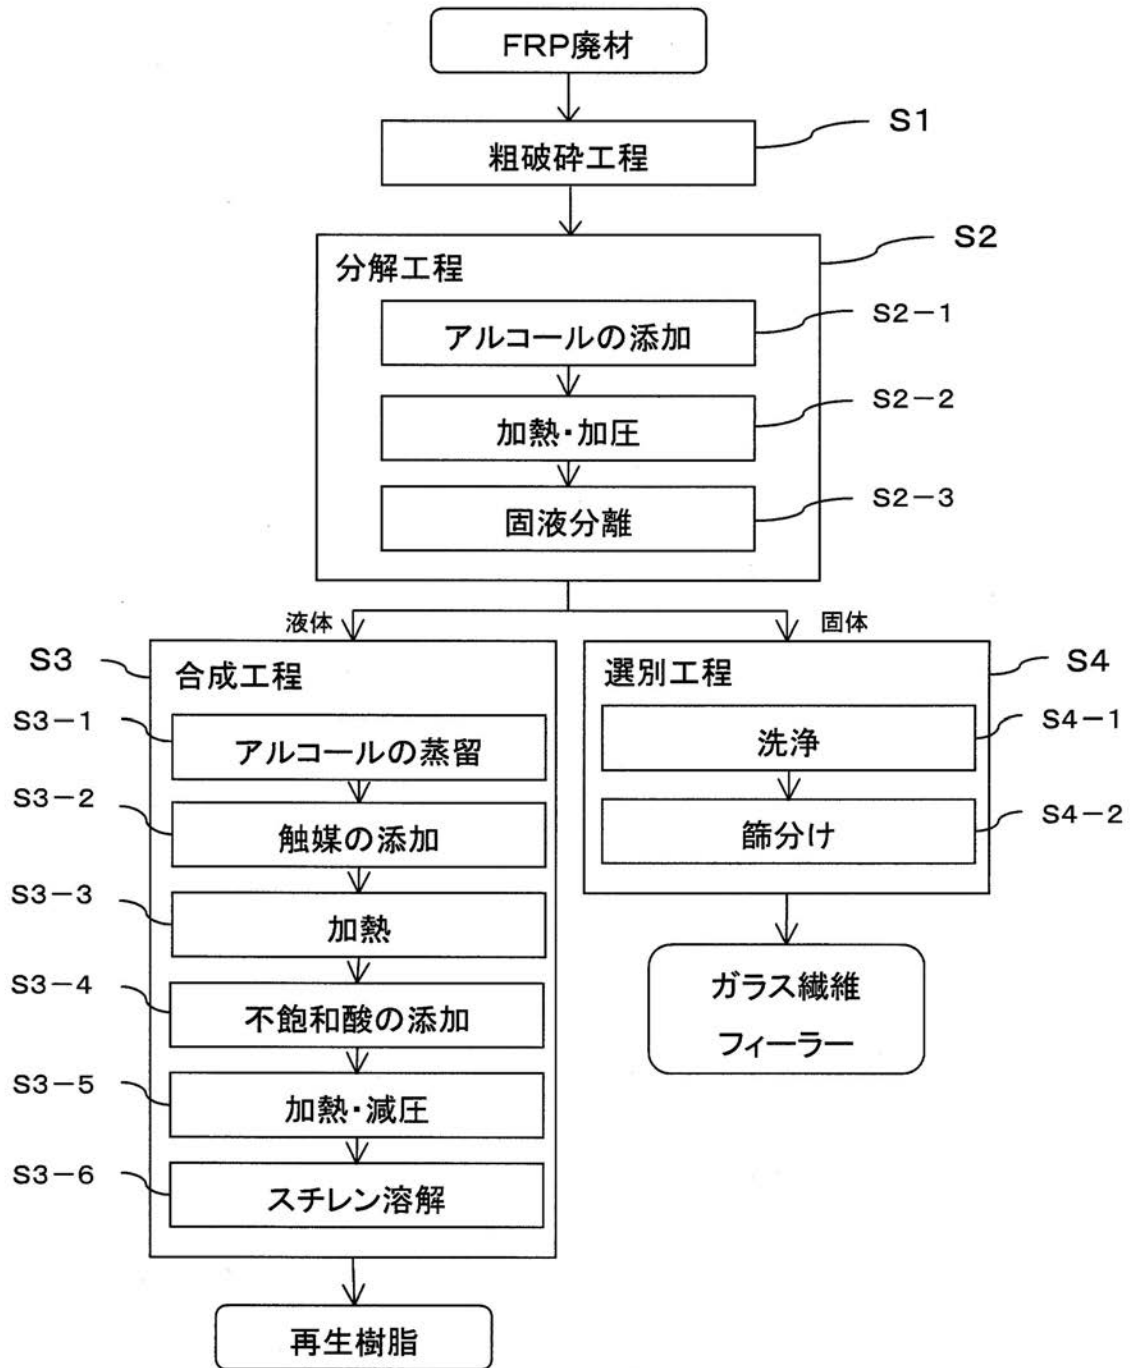 FRP廃材
粗破砕工程
S1
分解工程
S2
アルコールの添加
S2-1
加熱・加圧
S2-2
固液分離
S2-3
液体
固体
S3
合成工程
S3-1
アルコールの蒸留
S3-2
触媒の添加
S3-3
加熱
S3-4
不飽和酸の添加
S3-5
加熱・減圧
S3-6
スチレン溶解
再生樹脂
選別工程
S4
洗浄
S4-1
篩分け
S4-2
ガラス繊維
フィーラー